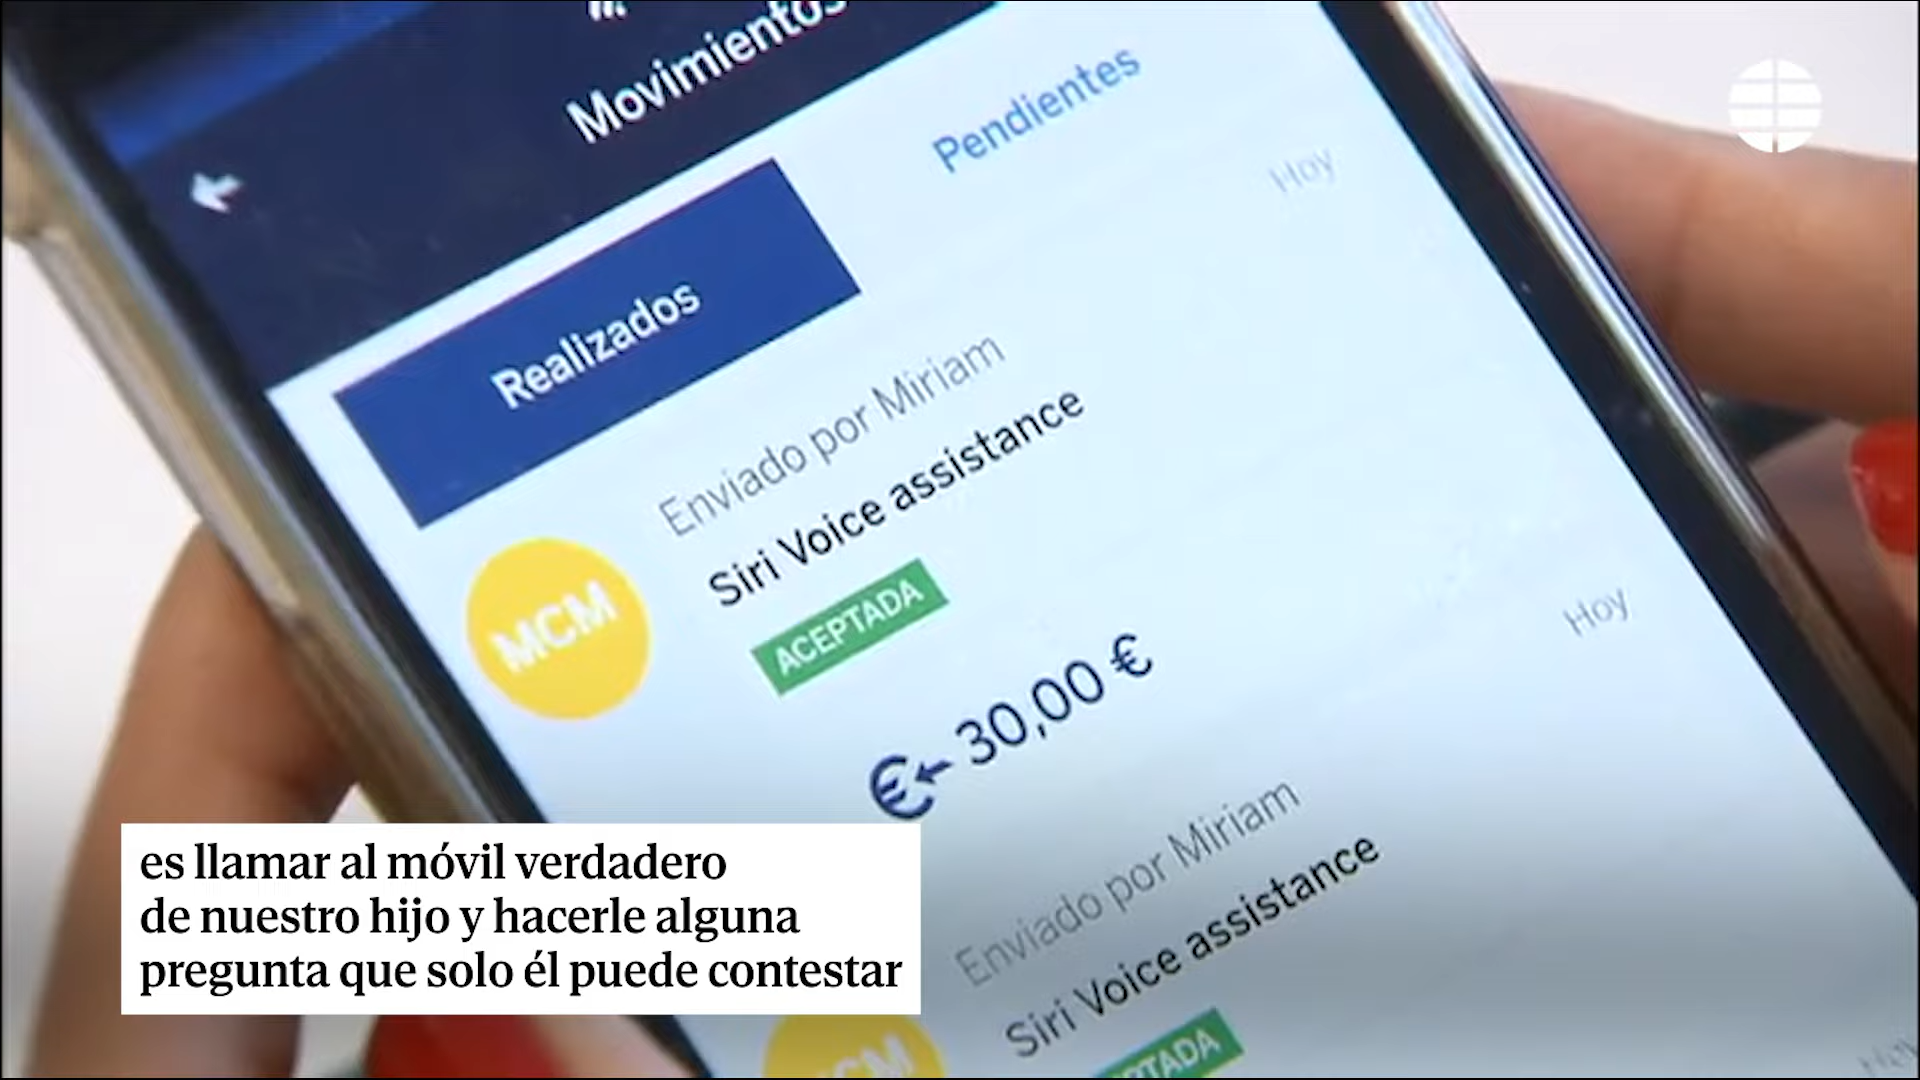 Movimientos
Realizados
Pendientes
Hoy
Enviado por Miriam
Siri Voice assistance
MCM
ACEPTADA
€← 30,00 €
Hoy
Enviado por Miriam
Siri Voice assistance
MCM
es llamar al móvil verdadero
de nuestro hijo y hacerle alguna
pregunta que solo él puede contestar